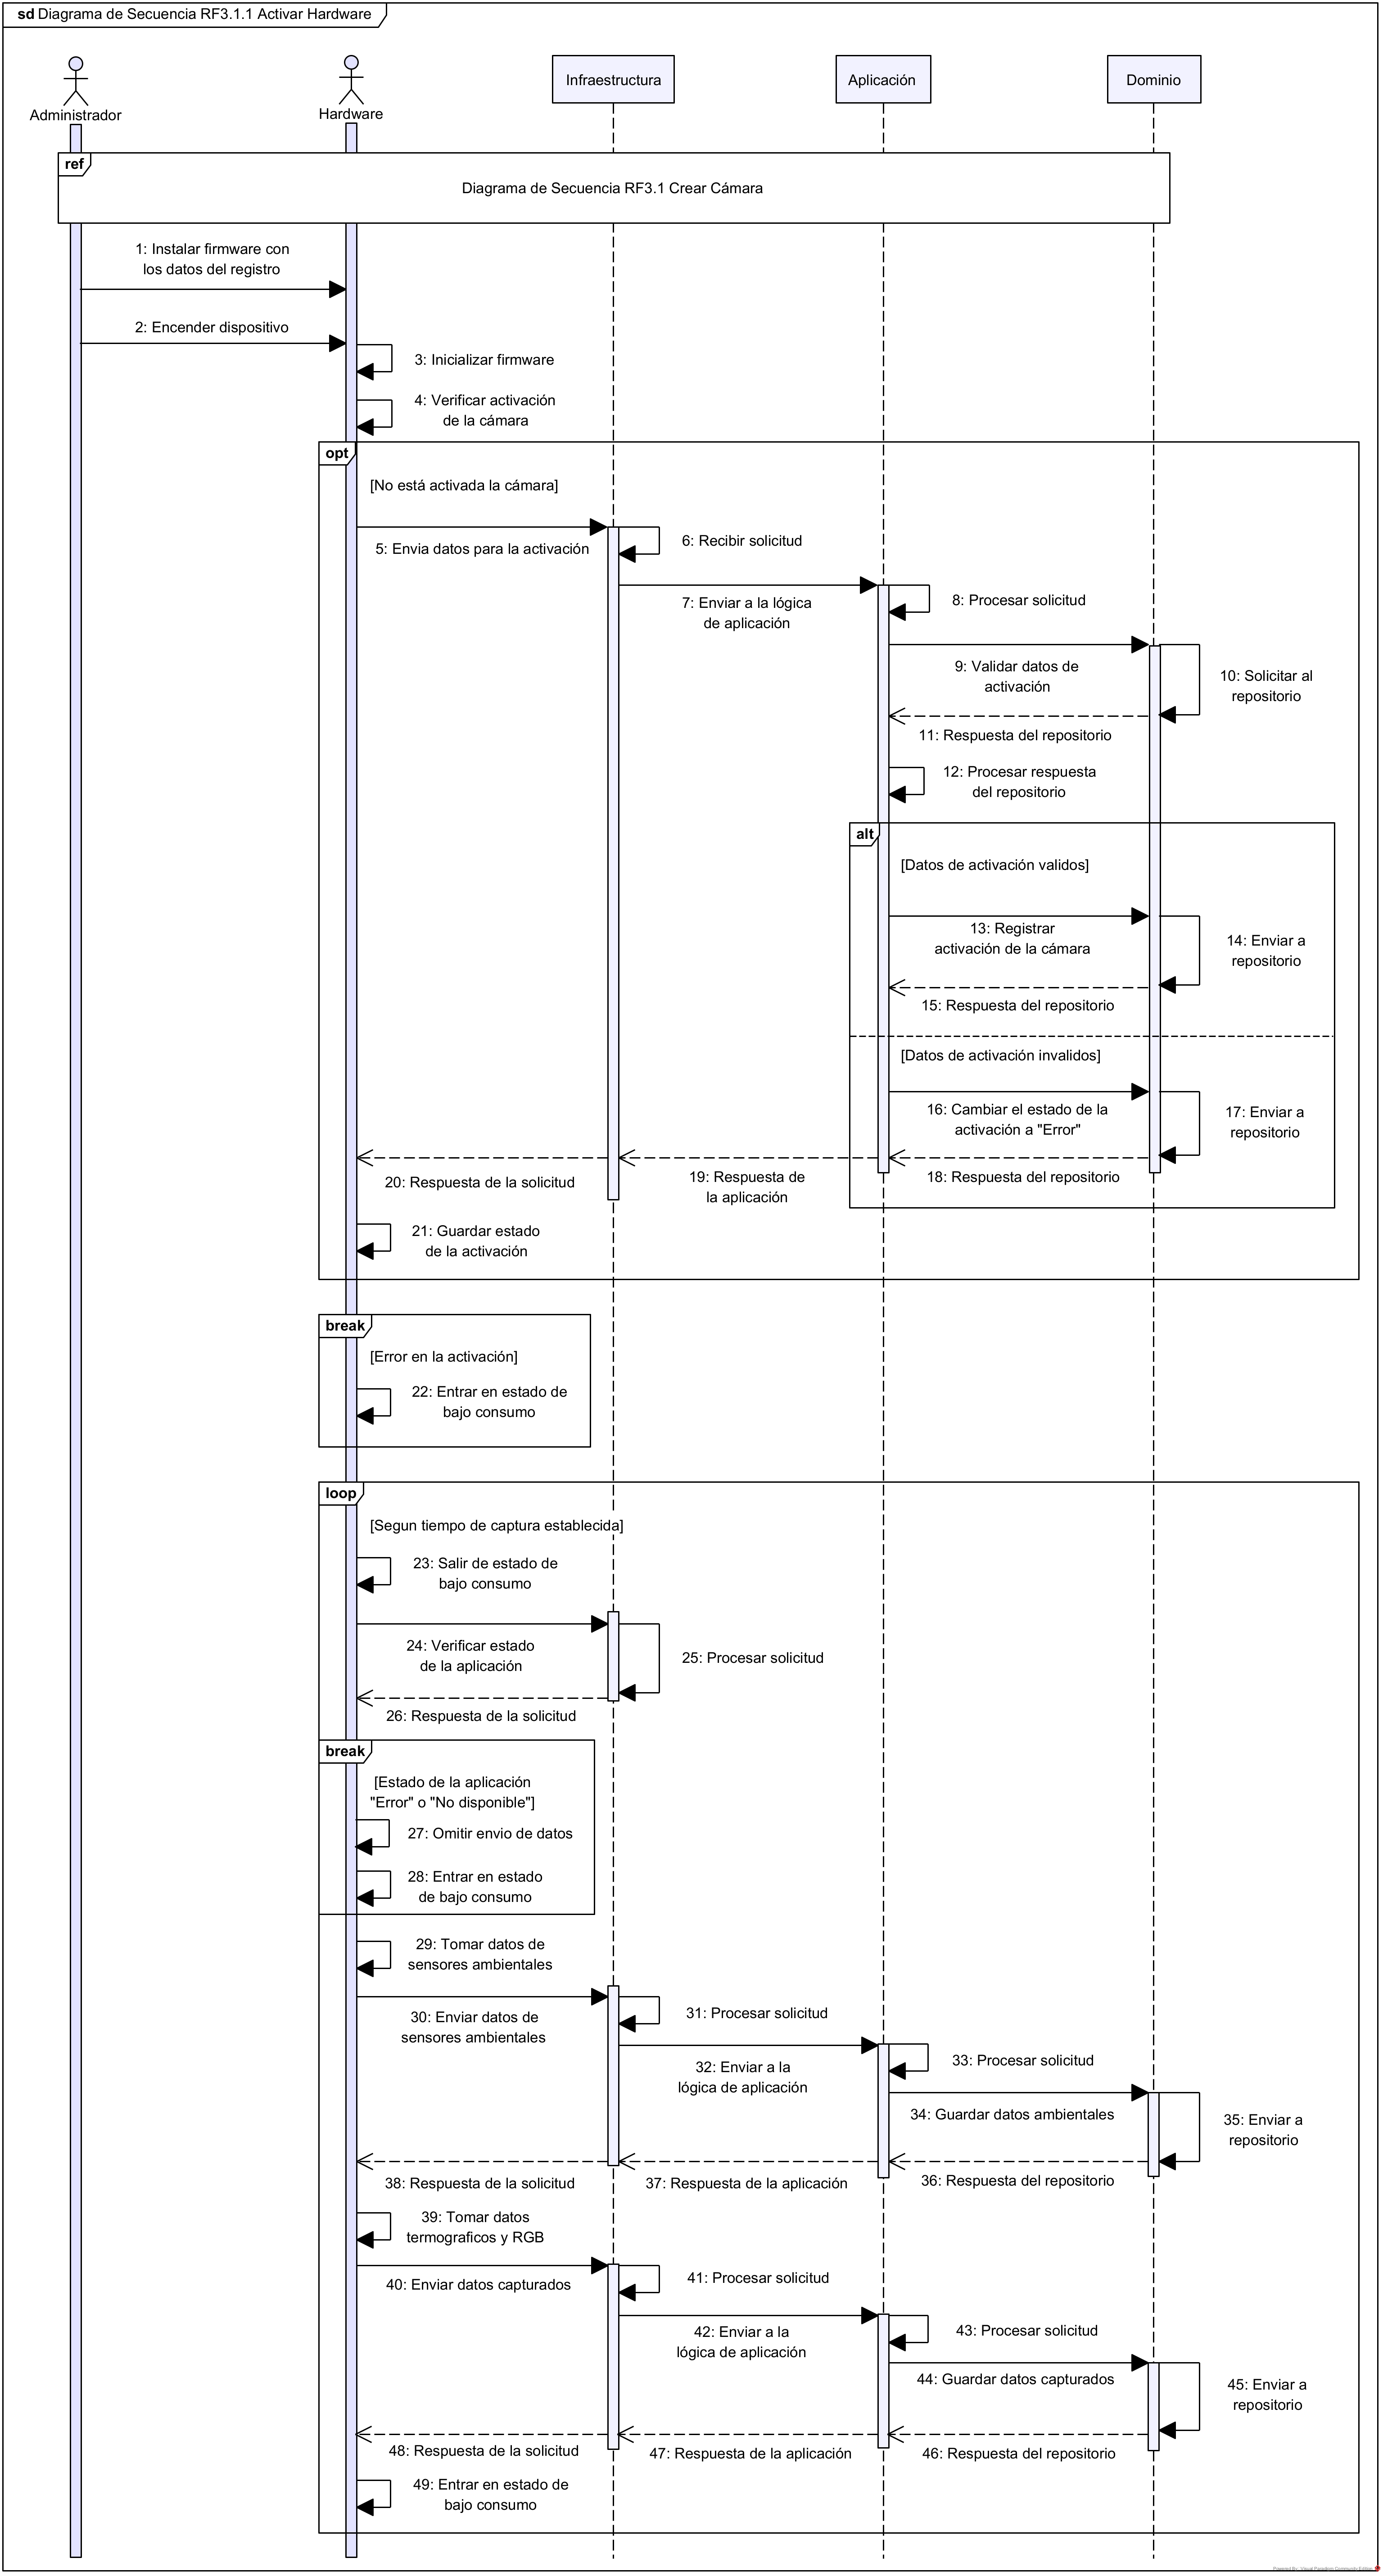 sd Diagrama de Secuencia RF3.1.1 Activar Hardware
Administrador
Hardware
Infraestructura
Aplicación
Dominio
ref
Diagrama de Secuencia RF3.1 Crear Cámara
1: Instalar firmware con
los datos del registro
2: Encender dispositivo
3: Inicializar firmware
4: Verificar activación
de la cámara
opt
[No está activada la cámara]
5: Envia datos para la activación
6: Recibir solicitud
7: Enviar a la lógica
de aplicación
8: Procesar solicitud
9: Validar datos de
activación
10: Solicitar al
repositorio
11: Respuesta del repositorio
12: Procesar respuesta
del repositorio
alt
[Datos de activación validos]
13: Registrar
activación de la cámara
14: Enviar a
repositorio
15: Respuesta del repositorio
[Datos de activación invalidos]
16: Cambiar el estado de la
activación a "Error"
17: Enviar a
repositorio
18: Respuesta del repositorio
19: Respuesta de
la aplicación
20: Respuesta de la solicitud
21: Guardar estado
de la activación
break
[Error en la activación]
22: Entrar en estado de
bajo consumo
loop
[Segun tiempo de captura establecida]
23: Salir de estado de
bajo consumo
24: Verificar estado
de la aplicación
25: Procesar solicitud
26: Respuesta de la solicitud
break
[Estado de la aplicación
"Error" o "No disponible"]
27: Omitir envio de datos
28: Entrar en estado
de bajo consumo
29: Tomar datos de
sensores ambientales
30: Enviar datos de
sensores ambientales
31: Procesar solicitud
32: Enviar a la
lógica de aplicación
33: Procesar solicitud
34: Guardar datos ambientales
35: Enviar a
repositorio
36: Respuesta del repositorio
37: Respuesta de la aplicación
38: Respuesta de la solicitud
39: Tomar datos
termograficos y RGB
40: Enviar datos capturados
41: Procesar solicitud
42: Enviar a la
lógica de aplicación
43: Procesar solicitud
44: Guardar datos capturados
45: Enviar a
repositorio
46: Respuesta del repositorio
47: Respuesta de la aplicación
48: Respuesta de la solicitud
49: Entrar en estado de
bajo consumo
Powered By Visual Paradigm Community Edition